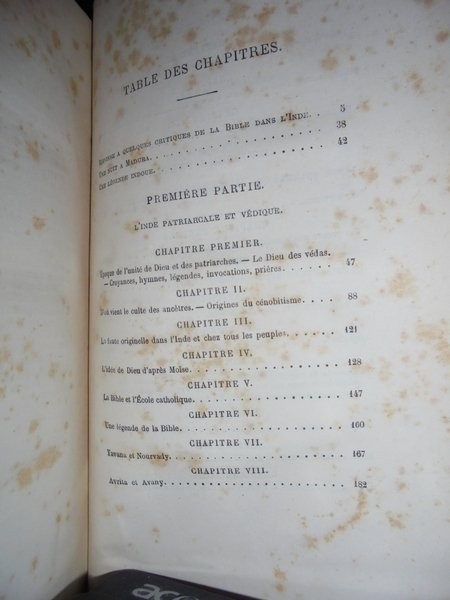 TABLE DES CHAPITRES.
RÉPONSE A QUELQUES CRITIQUES DE LA BIBLE DANS L'INDE. 5
UNE NUIT A MADURA. 38
UNE LÉGENDE INDOUE. 42
PREMIÈRE PARTIE.
L'INDE PATRIARCALE ET VÉDIQUE.
CHAPITRE PREMIER.
Époque de l'unité de Dieu et des patriarches. — Le Dieu des védas.
— Croyances, hymnes, légendes, invocations, prières. 47
CHAPITRE II.
D'où vient le culte des ancêtres. — Origines du cénobitisme. 88
CHAPITRE III.
La faute originelle dans l'Inde et chez tous les peuples. 121
CHAPITRE IV.
L'idée de Dieu d'après Moïse. 128
CHAPITRE V.
La Bible et l'École catholique. 147
CHAPITRE VI.
Une légende de la Bible. 160
CHAPITRE VII.
Yavana et Nourvady. 167
CHAPITRE VIII.
Avrita et Avany. 182
ace